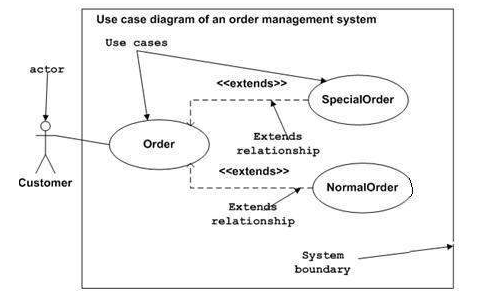 Use case diagram of an order management system
Use cases
actor
<<extends>>
SpecialOrder
Extends
relationship
Order
<<extends>>
Customer
NormalOrder
Extends
relationship
System
boundary